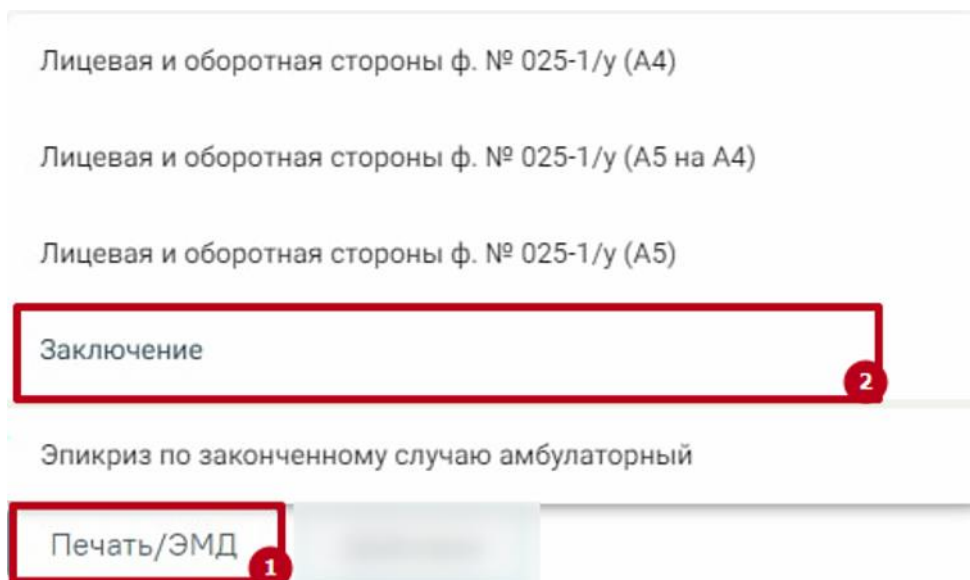 Лицевая и оборотная стороны ф. № 025-1/у (А4)
Лицевая и оборотная стороны ф. № 025-1/у (А5 на А4)
Лицевая и оборотная стороны ф. № 025-1/у (А5)
Заключение
2
Эпикриз по законченному случаю амбулаторный
Печать/ЭМД
1